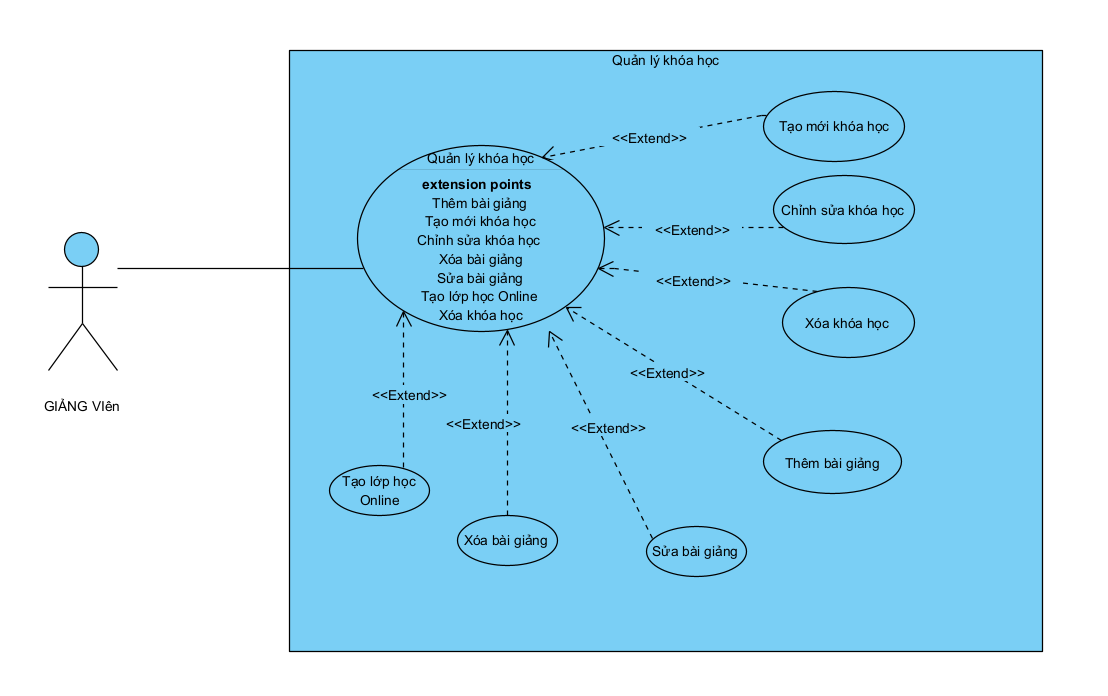 Quản lý khóa học
Tạo mới khóa học
<<Extend>>
Quản lý khóa học
extension points
Thêm bài giảng
Tạo mới khóa học
Chỉnh sửa khóa học
Xóa bài giảng
Sửa bài giảng
Tạo lớp học Online
Xóa khóa học
Chỉnh sửa khóa học
<<Extend>>
<<Extend>>
Xóa khóa học
<<Extend>>
<<Extend>>
GIẢNG VIên
<<Extend>>
<<Extend>>
Thêm bài giảng
Tạo lớp học
Online
Xóa bài giảng
Sửa bài giảng